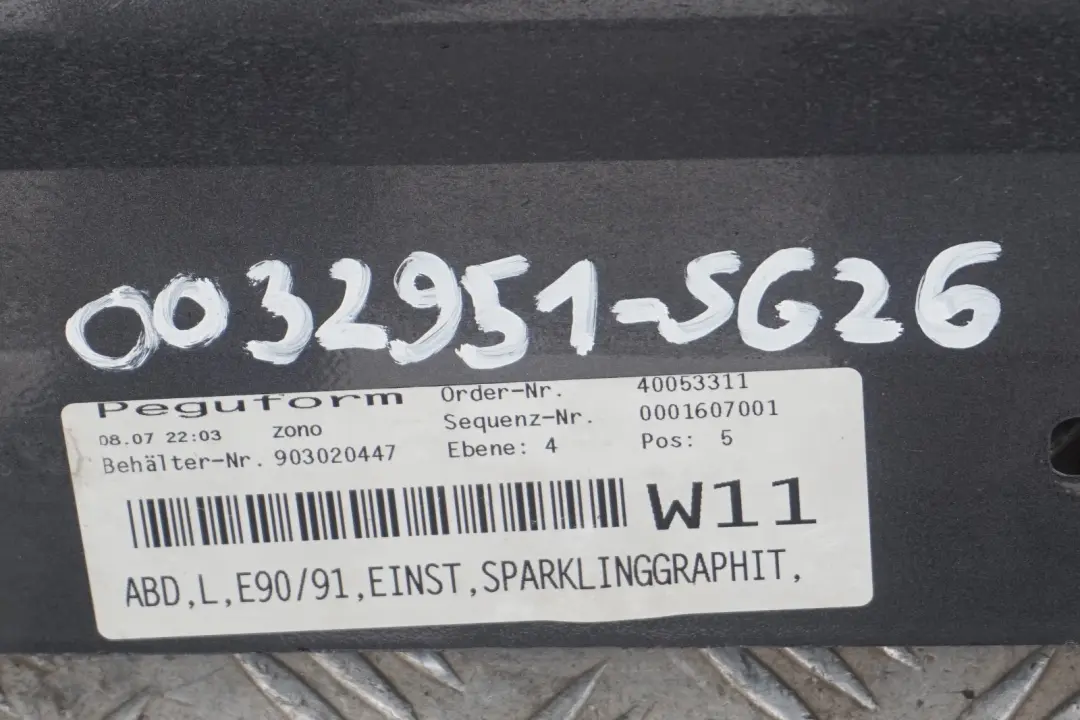 0032951-SG26
Peguform Order-Nr. 40053311
08.07 22:03 zono Sequenz-Nr. 0001607001
Behälter-Nr. 903020447 Ebene: 4 Pos: 5
W11
ABD,L,E90/91,EINST,SPARKLINGGRAPHIT,